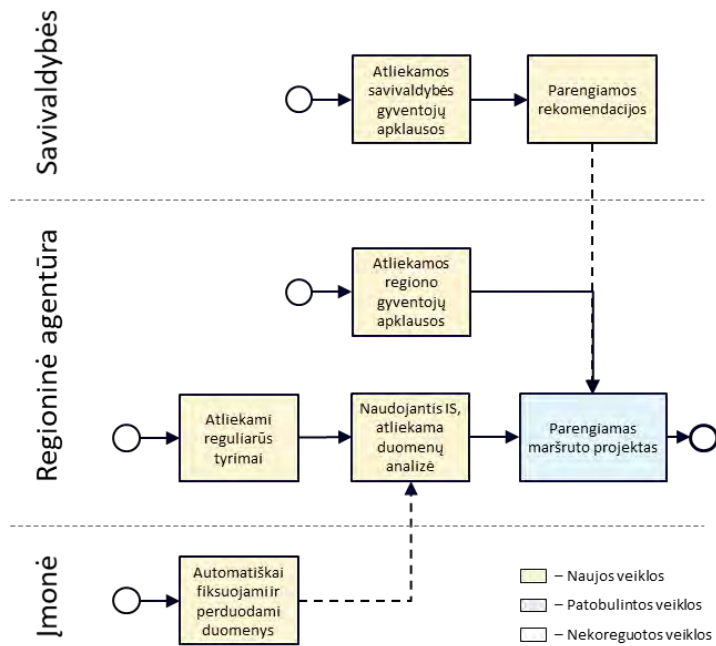 Savivaldybės
Atliekamos
savivaldybės
gyventojų
apklausos
Parengiamos
rekomendacijos
Regioninė agentūra
Atliekamos
regiono
gyventojų
apklausos
Atliekami
reguliarūs
tyrimai
Naudojantis IS,
atliekama
duomenų
analizė
Parengiamas
maršruto projektas
Įmonė
Automatiškai
fiksuojami ir
perduodami
duomenys
– Naujos veiklos
– Patobulintos veiklos
– Nekoreguotos veiklos